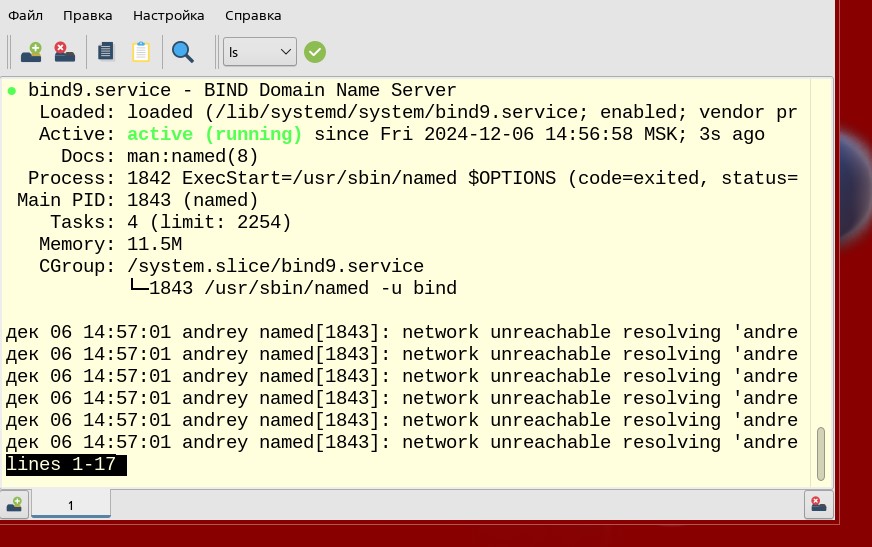 Файл Правка Настройка Справка
ls
● bind9.service - BIND Domain Name Server
Loaded: loaded (/lib/systemd/system/bind9.service; enabled; vendor pr
Active: active (running) since Fri 2024-12-06 14:56:58 MSK; 3s ago
Docs: man:named(8)
Process: 1842 ExecStart=/usr/sbin/named $OPTIONS (code=exited, status=
Main PID: 1843 (named)
Tasks: 4 (limit: 2254)
Memory: 11.5M
CGroup: /system.slice/bind9.service
└─1843 /usr/sbin/named -u bind
дек 06 14:57:01 andrey named[1843]: network unreachable resolving 'andre
дек 06 14:57:01 andrey named[1843]: network unreachable resolving 'andre
дек 06 14:57:01 andrey named[1843]: network unreachable resolving 'andre
дек 06 14:57:01 andrey named[1843]: network unreachable resolving 'andre
дек 06 14:57:01 andrey named[1843]: network unreachable resolving 'andre
дек 06 14:57:01 andrey named[1843]: network unreachable resolving 'andre
lines 1-17
1